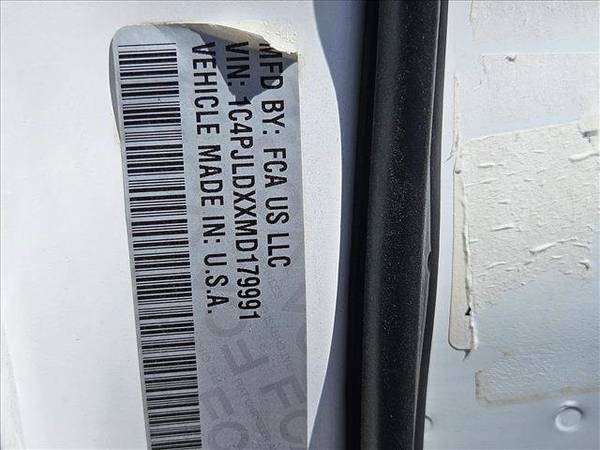 MFD BY: FCA US LLC
VIN: 1C4PJLDXXMD179991
VEHICLE MADE IN: U.S.A.